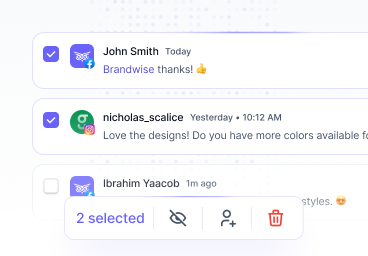 John Smith Today
Brandwise thanks! 👍
nicholas_scalice Yesterday • 10:12 AM
Love the designs! Do you have more colors available
Ibrahim Yaacob 1m ago
styles. 😍
2 selected